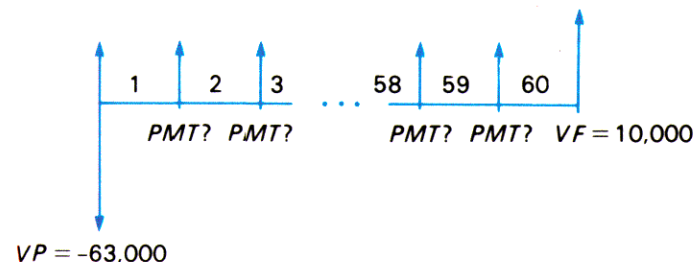 1 2 3 ... 58 59 60
PMT? PMT? PMT? PMT? VF = 10,000
VP = -63,000